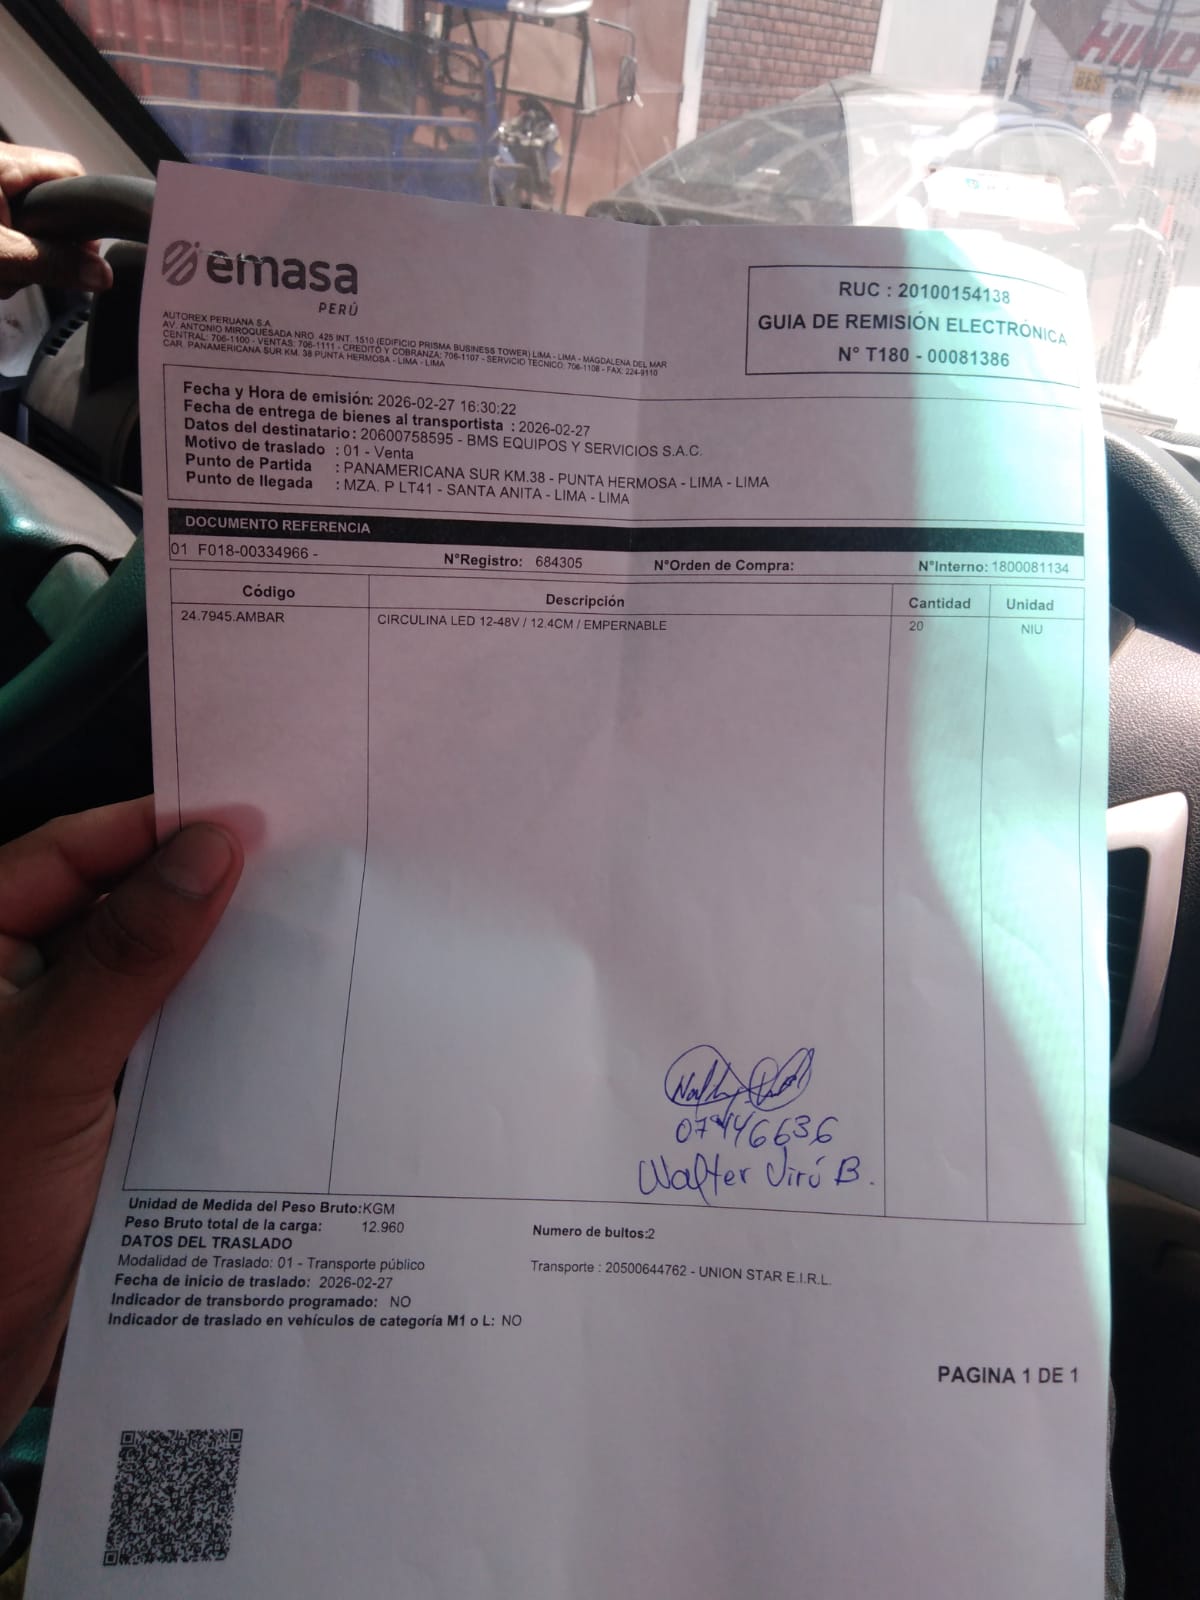 emasa
PERÚ
AUTOREX PERUANA S.A.
AV. ANTONIO MIROQUESADA NRO. 425 INT. 1510 (EDIFICIO PRISMA BUSINESS TOWER) LIMA - LIMA - MAGDALENA DEL MAR
CENTRAL: 706-1100 - VENTAS: 706-1111 - CREDITO Y COBRANZA: 706-1107 - SERVICIO TECNICO: 706-1108 - FAX: 224-9110
CAR. PANAMERICANA SUR KM. 38 PUNTA HERMOSA - LIMA - LIMA
RUC : 20100154138
GUIA DE REMISIÓN ELECTRÓNICA
N° T180 - 00081386
Fecha y Hora de emisión: 2026-02-27 16:30:22
Fecha de entrega de bienes al transportista : 2026-02-27
Datos del destinatario : 20600758595 - BMS EQUIPOS Y SERVICIOS S.A.C.
Motivo de traslado : 01 - Venta
Punto de Partida : PANAMERICANA SUR KM.38 - PUNTA HERMOSA - LIMA - LIMA
Punto de llegada : MZA. P LT41 - SANTA ANITA - LIMA - LIMA
DOCUMENTO REFERENCIA
01 F018-00334966 - N°Registro: 684305 N°Orden de Compra: N°Interno: 1800081134
Código Descripción Cantidad Unidad
24.7945.AMBAR CIRCULINA LED 12-48V / 12.4CM / EMPERNABLE 20 NIU
07946636
Walter Virú B.
Unidad de Medida del Peso Bruto:KGM
Peso Bruto total de la carga: 12.960 Numero de bultos:2
DATOS DEL TRASLADO
Modalidad de Traslado: 01 - Transporte público Transporte : 20500644762 - UNION STAR E.I.R.L.
Fecha de inicio de traslado: 2026-02-27
Indicador de transbordo programado: NO
Indicador de traslado en vehículos de categoría M1 o L: NO
PAGINA 1 DE 1